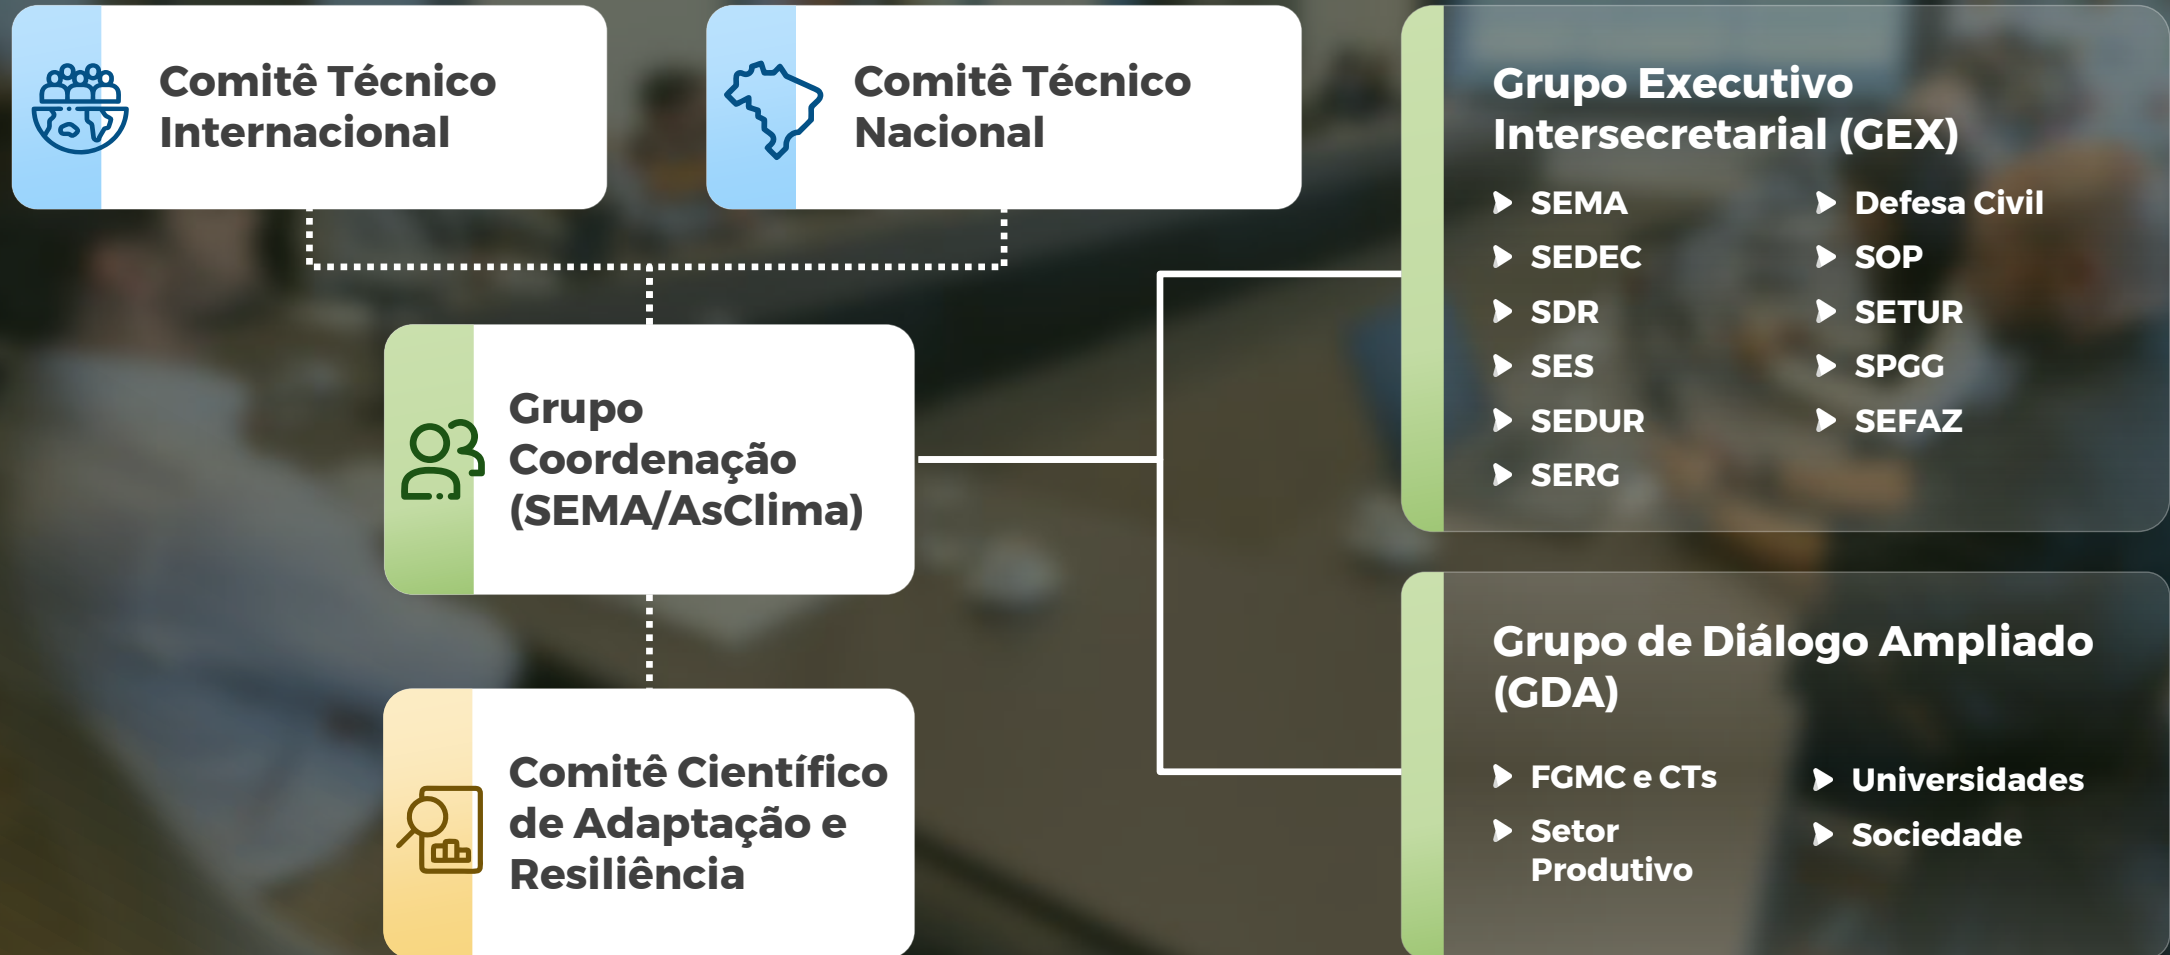 Comitê Técnico
Internacional
Comitê Técnico
Nacional
Grupo
Coordenação
(SEMA/AsClima)
Comitê Científico
de Adaptação e
Resiliência
Grupo Executivo
Intersecretarial (GEX)
SEMA
SEDEC
SDR
SES
SEDUR
SERG
Defesa Civil
SOP
SETUR
SPGG
SEFAZ
Grupo de Diálogo Ampliado
(GDA)
FGMC e CTs
Setor
Produtivo
Universidades
Sociedade